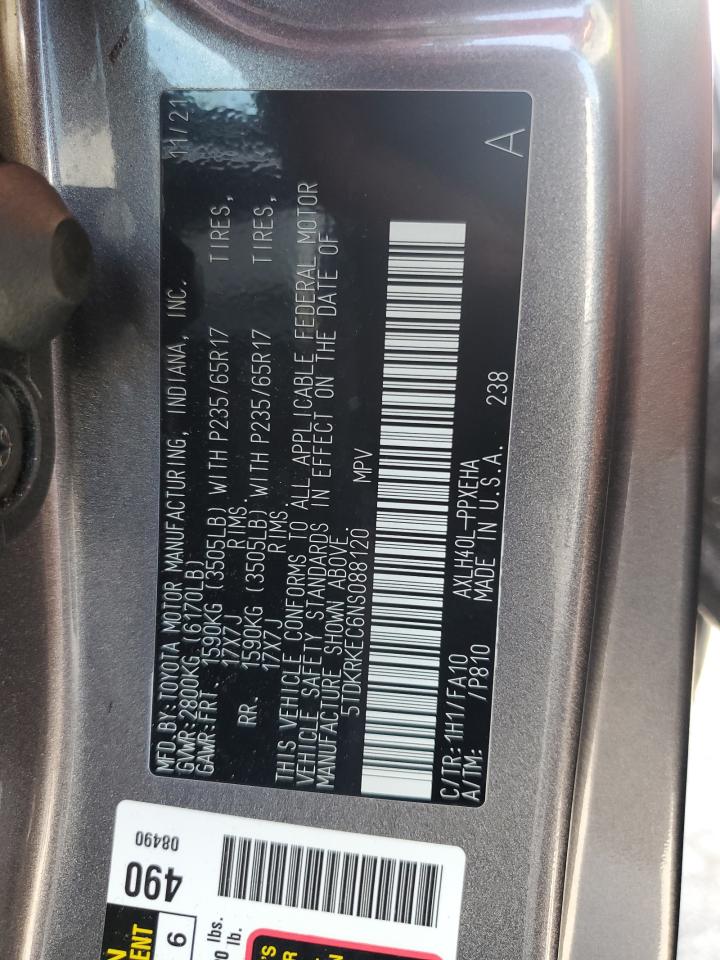 MFD.BY:TOYOTA MOTOR MANUFACTURING, INDIANA, INC. 11/21
GVWR:2800KG (6170LB)
GAWR:FRT. 1590KG (3505LB) WITH P235/65R17 TIRES,
17X7J RIMS.
RR. 1590KG (3505LB) WITH P235/65R17 TIRES,
17X7J RIMS.
THIS VEHICLE CONFORMS TO ALL APPLICABLE FEDERAL MOTOR
VEHICLE SAFETY STANDARDS IN EFFECT ON THE DATE OF
MANUFACTURE SHOWN ABOVE.
5TDKRKEC6NS088120 MPV
A
C/TR:1H1/FA10 AXLH40L-PPXEHA
A/TM: /P810 MADE IN U.S.A. 238
08490
490
6
lbs.
lb.